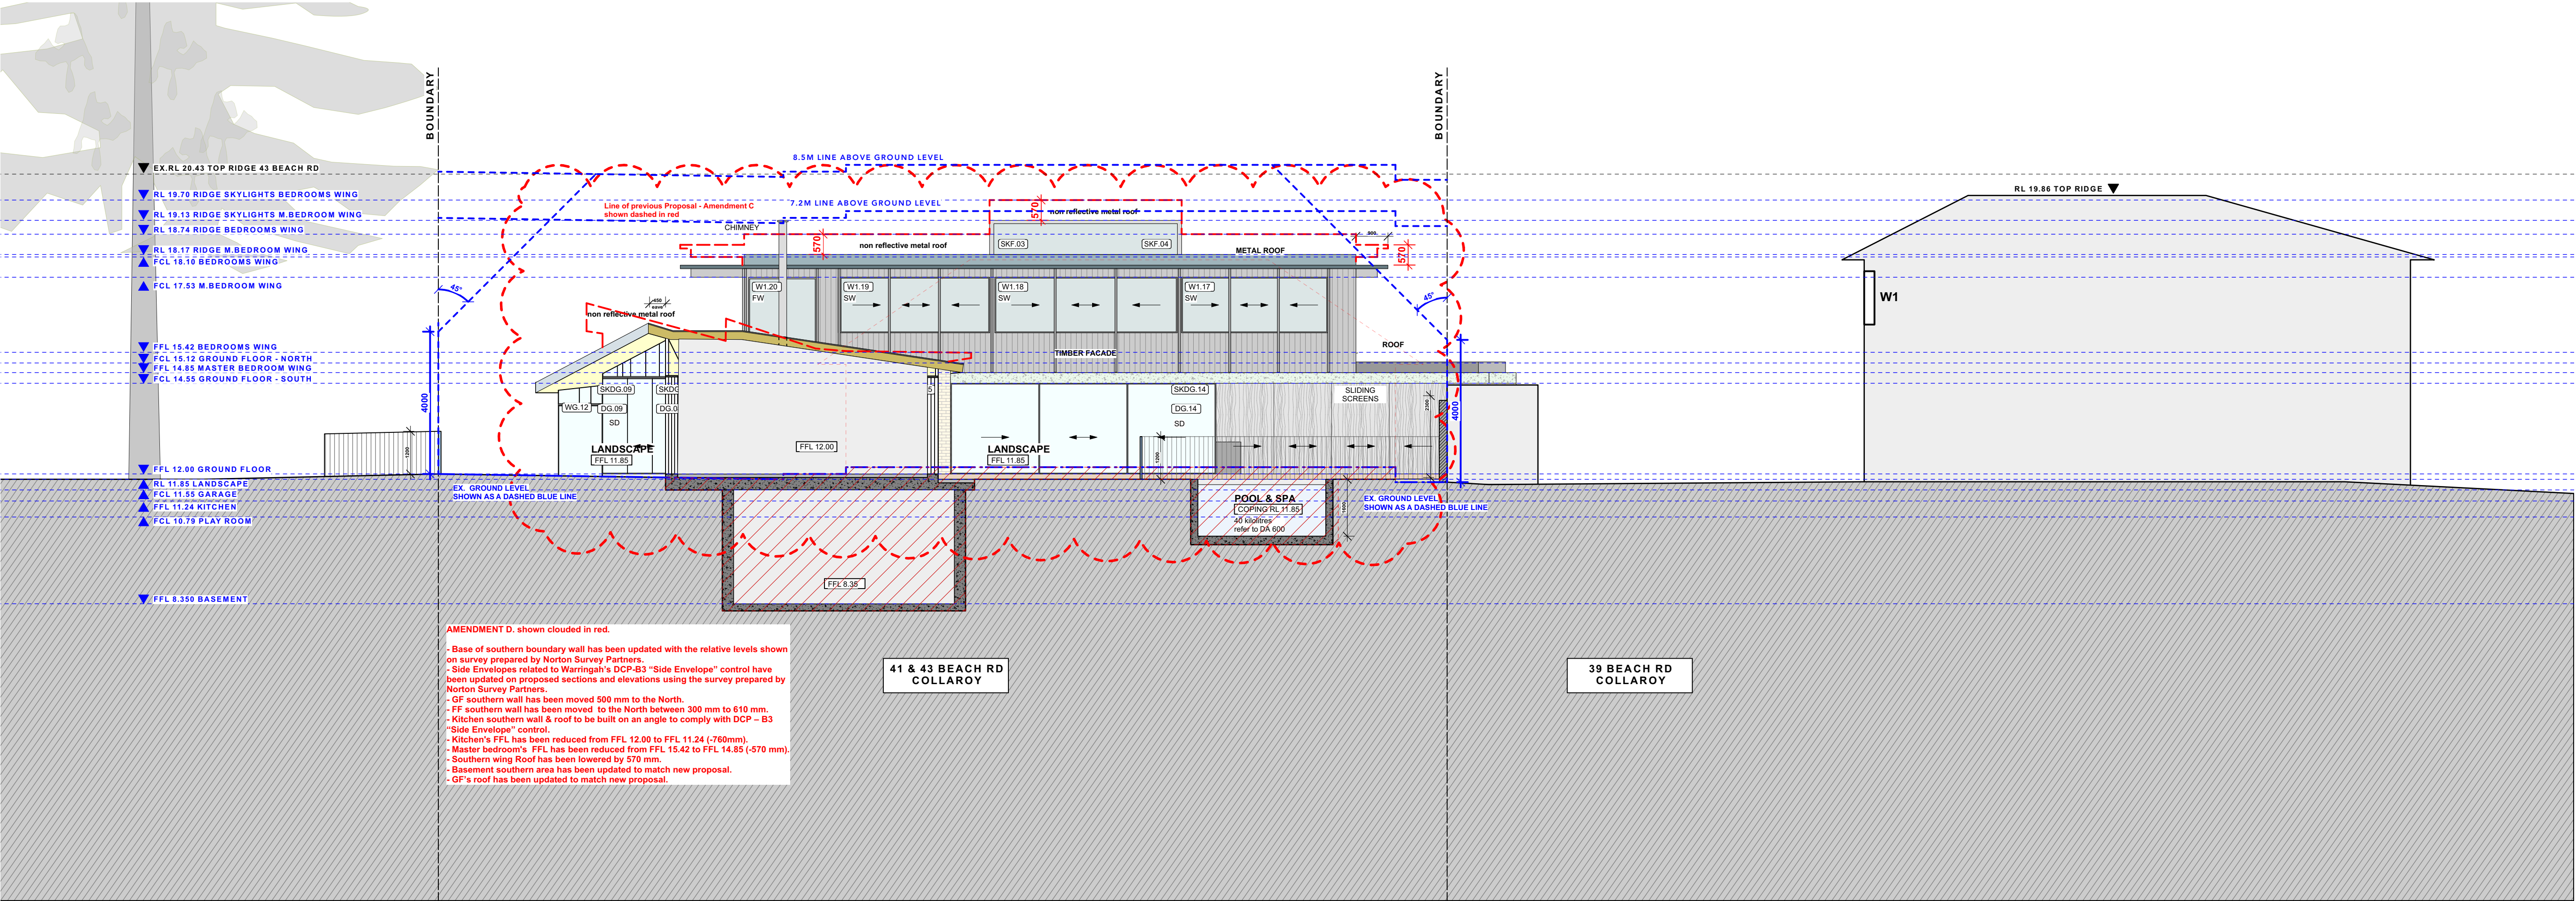 BOUNDARY
BOUNDARY
EX.RL 20.43 TOP RIDGE 43 BEACH RD
RL 19.70 RIDGE SKYLIGHTS BEDROOMS WING
RL 19.13 RIDGE SKYLIGHTS M.BEDROOM WING
RL 18.74 RIDGE BEDROOMS WING
RL 18.17 RIDGE M.BEDROOM WING
FCL 18.10 BEDROOMS WING
FCL 17.53 M.BEDROOM WING
FFL 15.42 BEDROOMS WING
FCL 15.12 GROUND FLOOR - NORTH
FFL 14.85 MASTER BEDROOM WING
FCL 14.55 GROUND FLOOR - SOUTH
FFL 12.00 GROUND FLOOR
RL 11.85 LANDSCAPE
FCL 11.55 GARAGE
FFL 11.24 KITCHEN
FCL 10.79 PLAY ROOM
FFL 8.350 BASEMENT
8.5M LINE ABOVE GROUND LEVEL
7.2M LINE ABOVE GROUND LEVEL
Line of previous Proposal - Amendment C
shown dashed in red
CHIMNEY
570
non reflective metal roof
570
non reflective metal roof
SKF.03
SKF.04
METAL ROOF
900
570
45°
45°
W1.20
FW
W1.19
SW
W1.18
SW
W1.17
SW
450
eave
non reflective metal roof
TIMBER FACADE
ROOF
4000
4000
1200
SKDG.09
SKDG
WG.12
DG.09
DG.0
SD
5
SKDG.14
DG.14
SD
SLIDING
SCREENS
2300
LANDSCAPE
FFL 11.85
FFL 12.00
LANDSCAPE
FFL 11.85
1200
EX. GROUND LEVEL
SHOWN AS A DASHED BLUE LINE
POOL & SPA
COPING RL 11.85
40 kilolitres
refer to DA 600
EX. GROUND LEVEL
SHOWN AS A DASHED BLUE LINE
FFL 8.35
RL 19.86 TOP RIDGE
W1
AMENDMENT D. shown clouded in red.
- Base of southern boundary wall has been updated with the relative levels shown
on survey prepared by Norton Survey Partners.
- Side Envelopes related to Warringah's DCP-B3 “Side Envelope” control have
been updated on proposed sections and elevations using the survey prepared by
Norton Survey Partners.
- GF southern wall has been moved 500 mm to the North.
- FF southern wall has been moved to the North between 300 mm to 610 mm.
- Kitchen southern wall & roof to be built on an angle to comply with DCP – B3
“Side Envelope” control.
- Kitchen's FFL has been reduced from FFL 12.00 to FFL 11.24 (-760mm).
- Master bedroom's FFL has been reduced from FFL 15.42 to FFL 14.85 (-570 mm).
- Southern wing Roof has been lowered by 570 mm.
- Basement southern area has been updated to match new proposal.
- GF's roof has been updated to match new proposal.
41 & 43 BEACH RD
COLLAROY
39 BEACH RD
COLLAROY